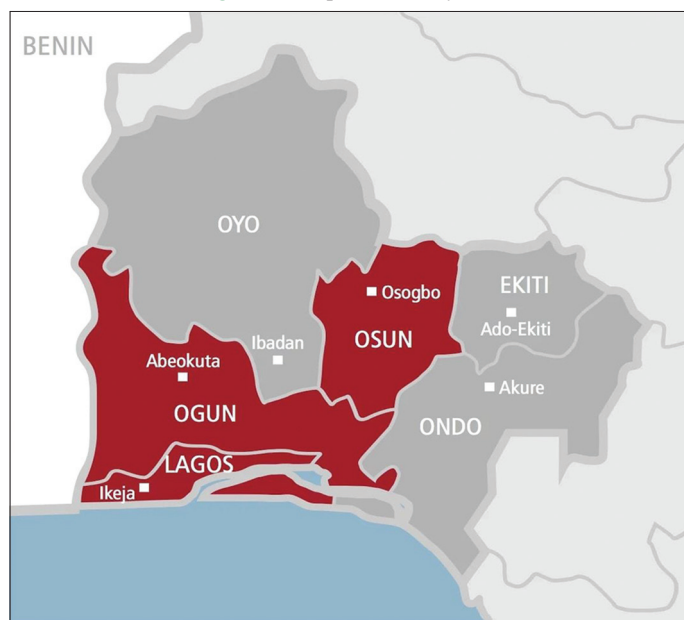 BENIN
OYO
EKITI
Osogbo
Ado-Ekiti
OSUN
Ibadan
Abeokuta
Akure
OGUN
ONDO
LAGOS
Ikeja